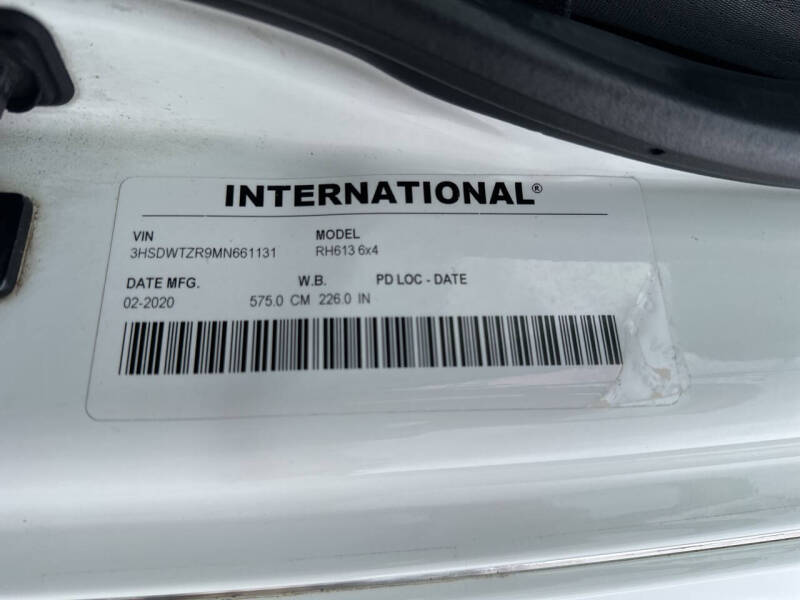 INTERNATIONAL®
VIN MODEL
3HSDWTZR9MN661131 RH613 6x4
DATE MFG. W.B. PD LOC - DATE
02-2020 575.0 CM 226.0 IN